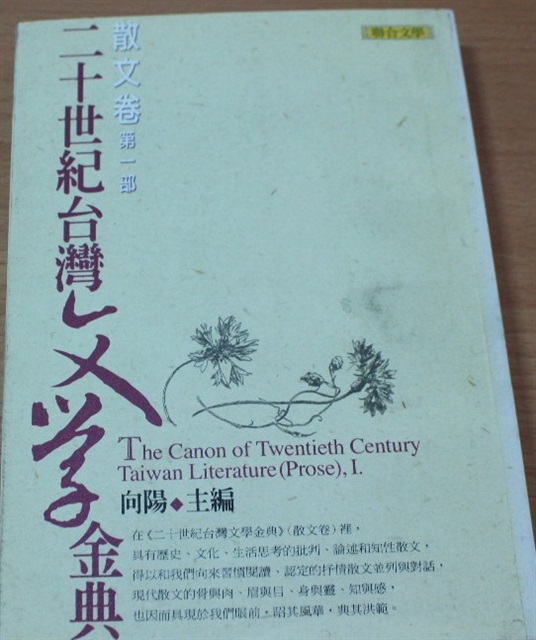 聯合文學
散文卷 第一部
二十世紀台灣文學金典
The Canon of Twentieth Century
Taiwan Literature (Prose), I.
向陽◆主編
在《二十世紀台灣文學金典》(散文卷)裡，
具有歷史、文化、生活思考的批判、論述和知性散文，
得以和我們向來習慣閱讀、認定的抒情散文並列與對話，
現代散文的骨與肉、眉與目、身與靈、知與感，
也因而具現於我們眼前，昭其風華，典其洪範。